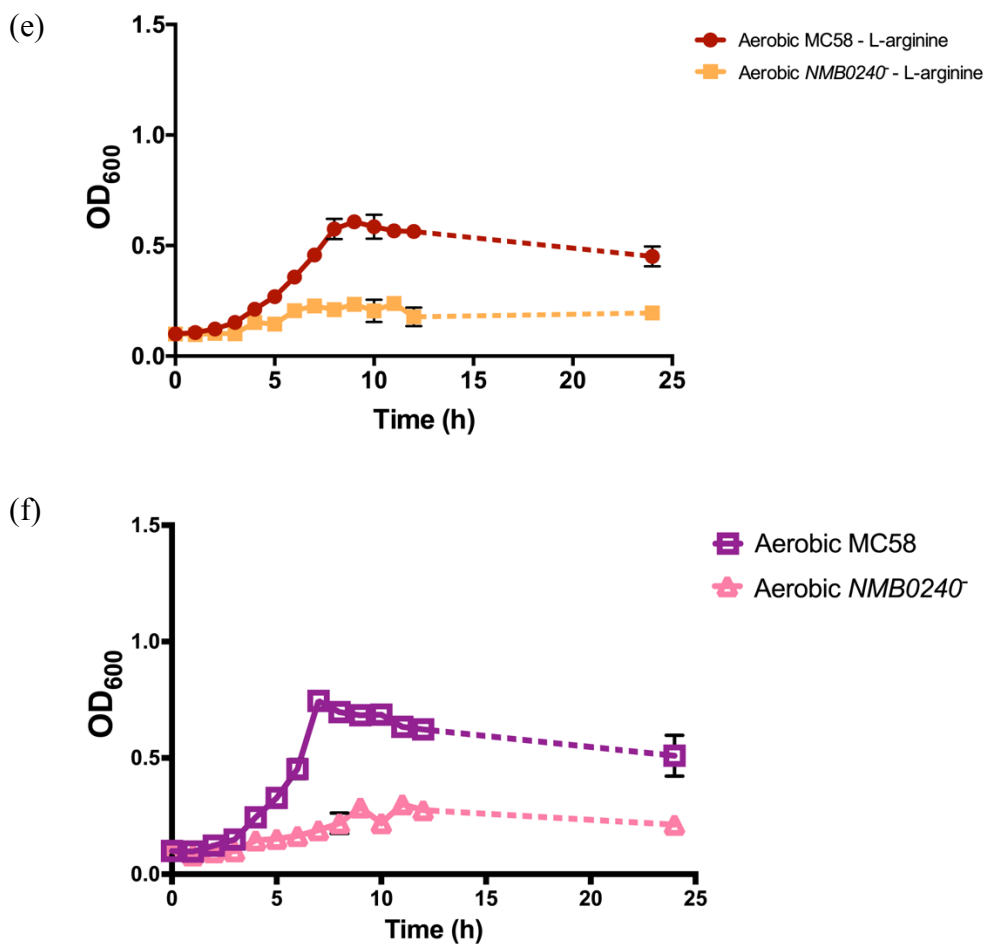 (e)
1.5
1.0
0.5
0.0
OD600
0 5 10 15 20 25
Time (h)
Aerobic MC58 - L-arginine
Aerobic NMB0240- - L-arginine
(f)
1.5
1.0
0.5
0.0
OD600
0 5 10 15 20 25
Time (h)
Aerobic MC58
Aerobic NMB0240-